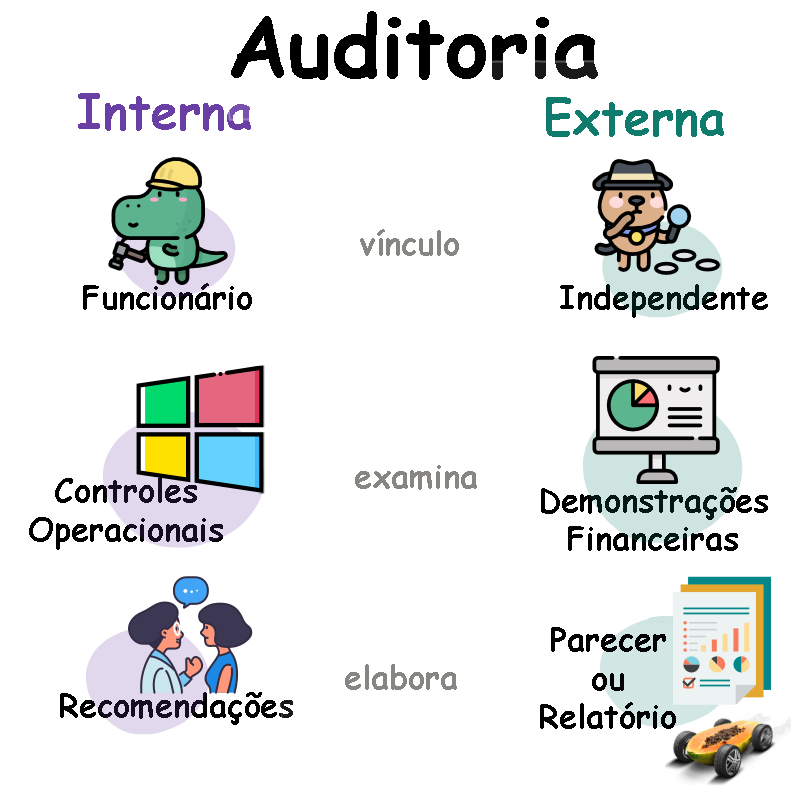 Auditoria
Interna
Externa
vínculo
Funcionário
Independente
Controles
Operacionais
examina
Demonstrações
Financeiras
Recomendações
elabora
Parecer
ou
Relatório